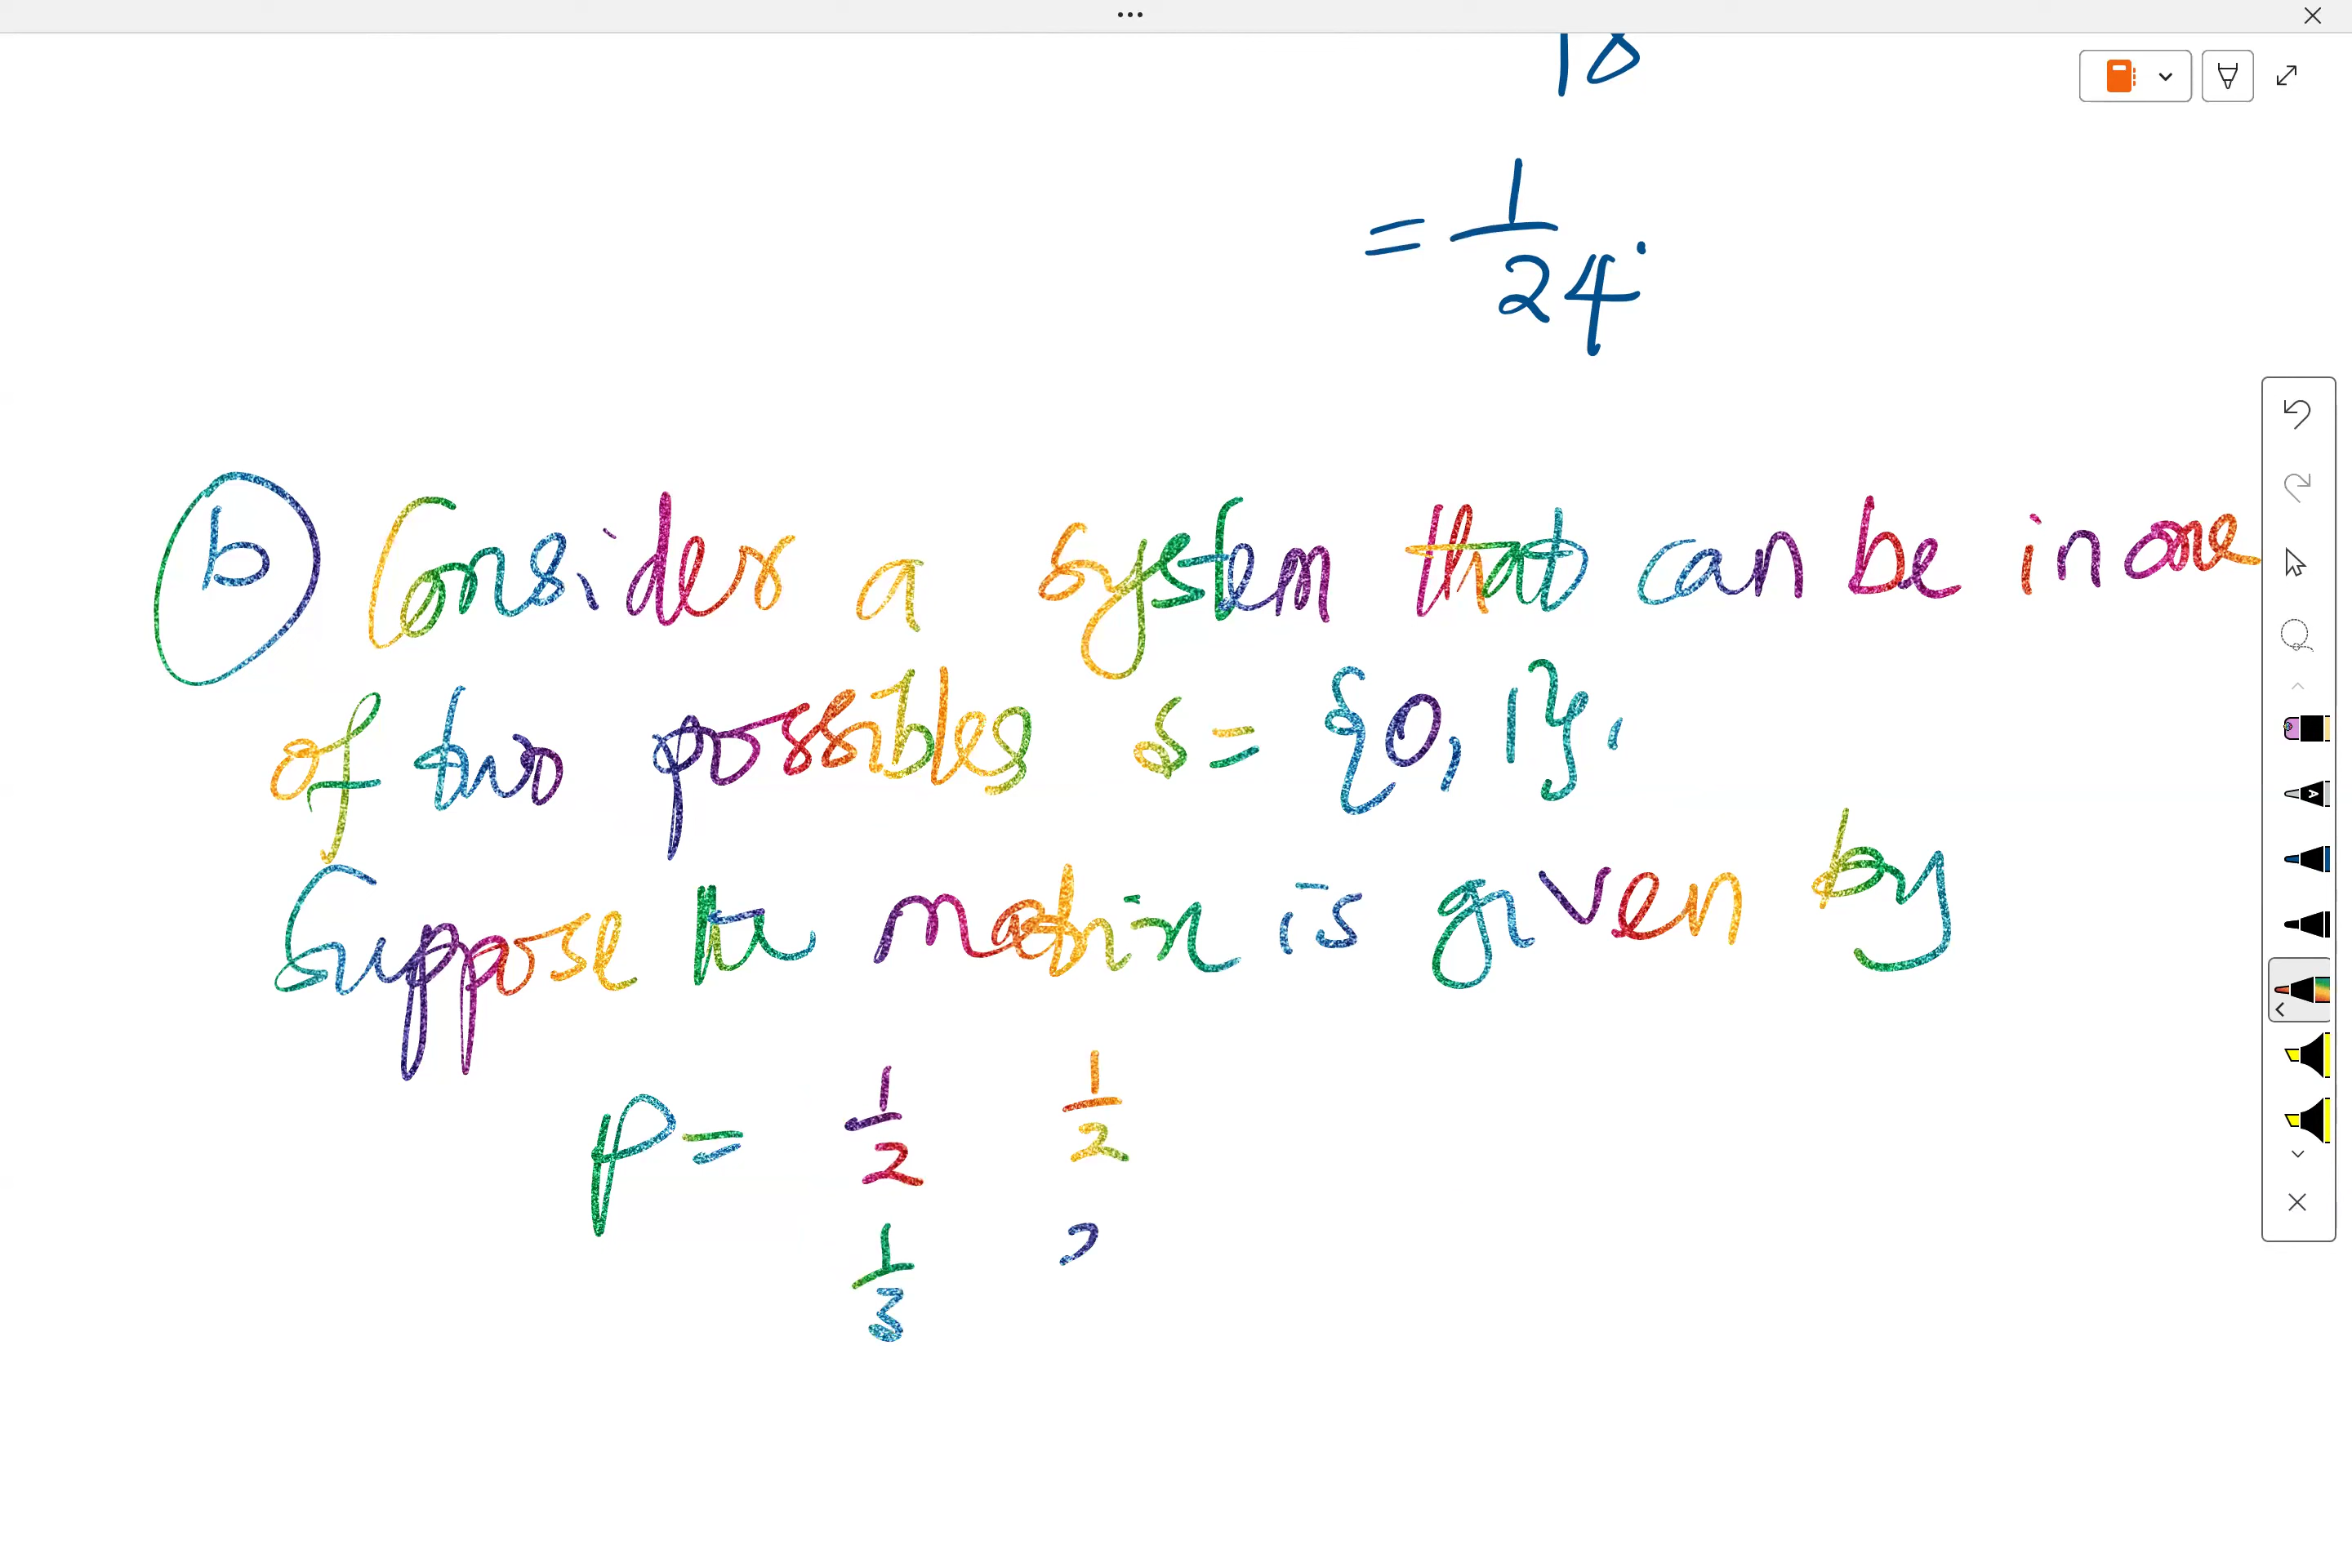 18
= 1/24.
b Consider a system that can be in one
of two possibles S = {0, 1}.
Suppose the matrix is given by
P = 1/2 1/2
1/3 2